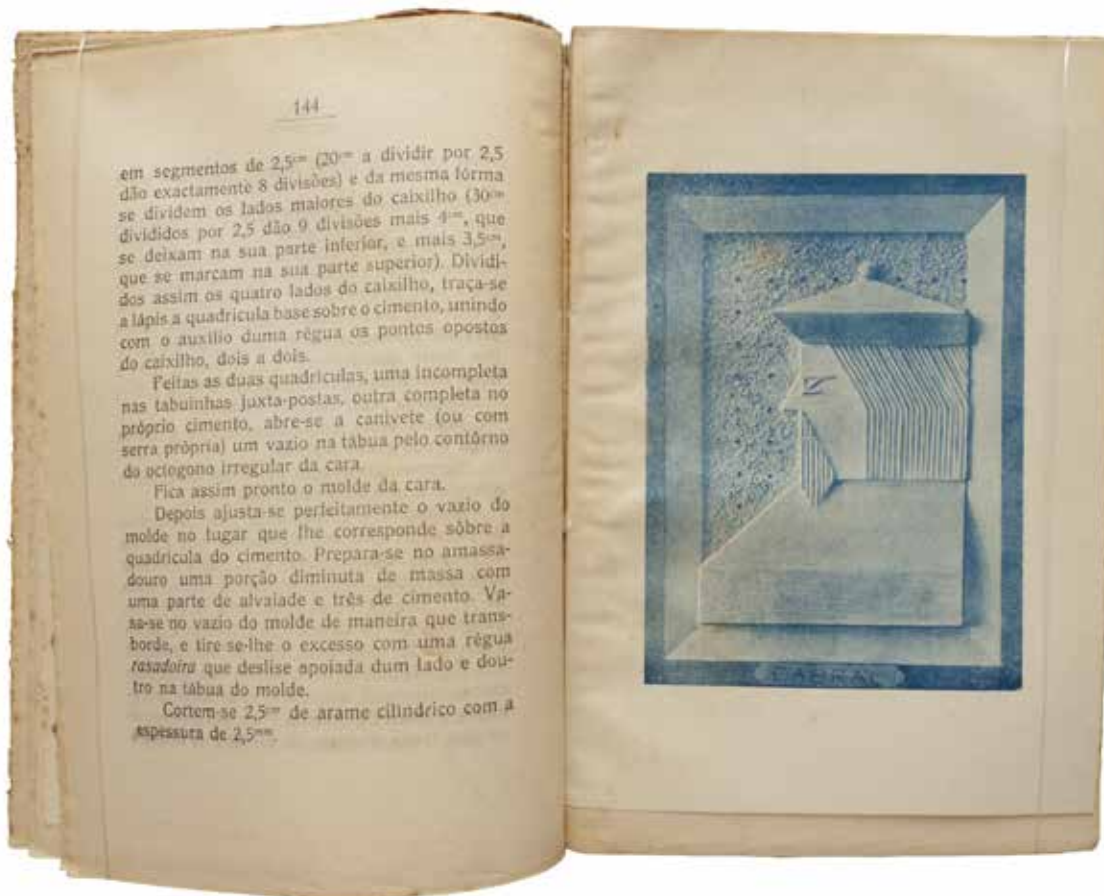 144
em segmentos de 2,5ᶜᵐ (20ᶜᵐ a dividir por 2,5
dão exactamente 8 divisões) e da mesma fórma
se dividem os lados maiores do caixilho (30ᶜᵐ
divididos por 2,5 dão 9 divisões mais 4ᶜᵐ, que
se deixam na sua parte inferior, e mais 3,5ᶜᵐ,
que se marcam na sua parte superior). Dividi-
dos assim os quatro lados do caixilho, traça-se
a lápis a quadricula base sobre o cimento, unindo
com o auxilio duma régua os pontos opostos
do caixilho, dois a dois.
Feitas as duas quadriculas, uma incompleta
nas tabuinhas juxta-postas, outra completa no
próprio cimento, abre-se a canivete (ou com
serra própria) um vazio na tábua pelo contôrno
do octogono irregular da cara.
Fica assim pronto o molde da cara.
Depois ajusta-se perfeitamente o vazio do
molde no lugar que lhe corresponde sôbre a
quadricula do cimento. Prepara-se no amassa-
douro uma porção diminuta de massa com
uma parte de alvaiade e três de cimento. Va-
sa-se no vazio do molde de maneira que trans-
borde, e tire se-lhe o excesso com uma régua
rasadoira que deslise apoiada dum lado e dou-
tro na tábua do molde.
Cortem-se 2,5ᶜᵐ de arame cilíndrico com a
espessura de 2,5ᵐᵐ.
CABRAL